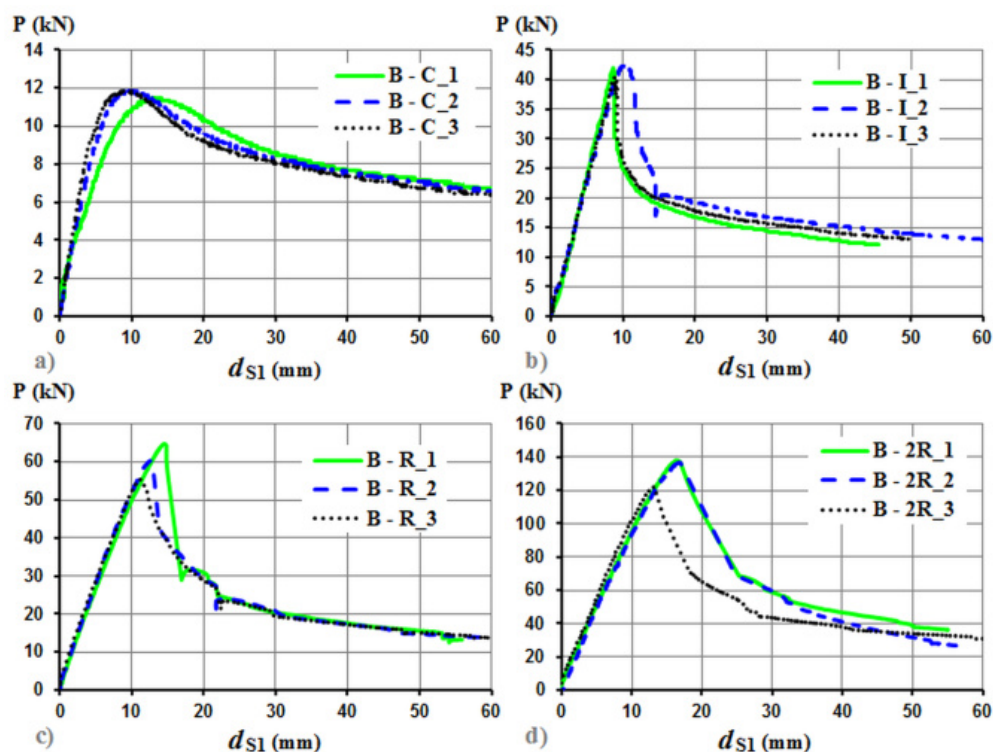 P (kN)
14
12
10
8
6
4
2
0
B - C_1
B - C_2
B - C_3
0 10 20 30 40 50 60
a)
d S1 (mm)
P (kN)
45
40
35
30
25
20
15
10
5
0
B - I_1
B - I_2
B - I_3
0 10 20 30 40 50 60
b)
d S1 (mm)
P (kN)
70
60
50
40
30
20
10
0
B - R_1
B - R_2
B - R_3
0 10 20 30 40 50 60
c)
d S1 (mm)
P (kN)
160
140
120
100
80
60
40
20
0
B - 2R_1
B - 2R_2
B - 2R_3
0 10 20 30 40 50 60
d)
d S1 (mm)